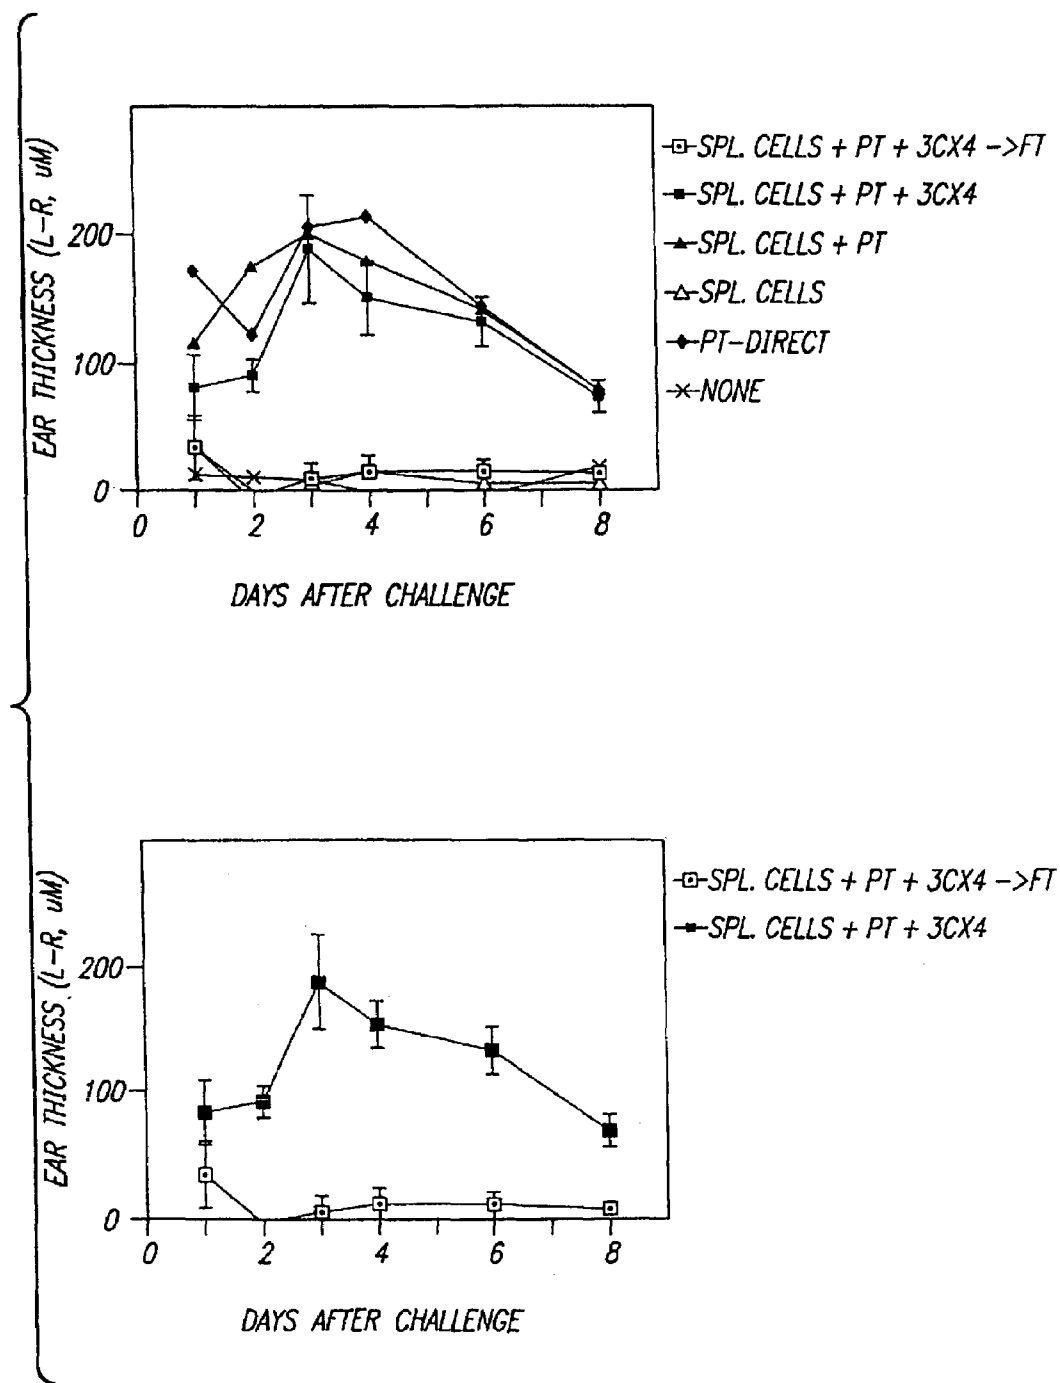 EAR THICKNESS (L-R, uM)
200
100
0
0 2 4 6 8
DAYS AFTER CHALLENGE
SPL. CELLS + PT + 3CX4 ->FT
SPL. CELLS + PT + 3CX4
SPL. CELLS + PT
SPL. CELLS
PT-DIRECT
NONE
EAR THICKNESS (L-R, uM)
200
100
0
0 2 4 6 8
DAYS AFTER CHALLENGE
SPL. CELLS + PT + 3CX4 ->FT
SPL. CELLS + PT + 3CX4